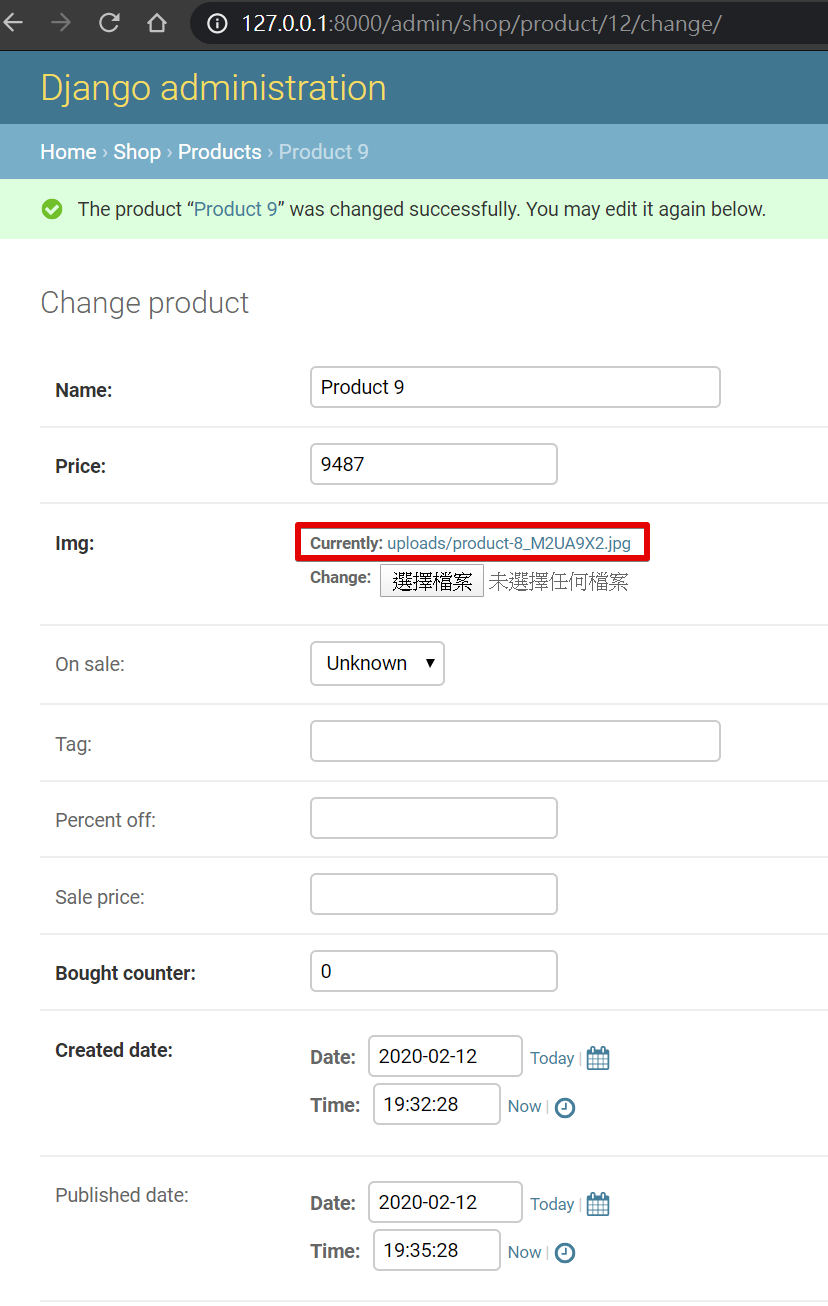 127.0.0.1:8000/admin/shop/product/12/change/
Django administration
Home › Shop › Products › Product 9
The product “Product 9” was changed successfully. You may edit it again below.
Change product
Name: Product 9
Price: 9487
Img: Currently: uploads/product-8_M2UA9X2.jpg
Change: 選擇檔案 未選擇任何檔案
On sale: Unknown
Tag:
Percent off:
Sale price:
Bought counter: 0
Created date: Date: 2020-02-12 Today |
Time: 19:32:28 Now |
Published date: Date: 2020-02-12 Today |
Time: 19:35:28 Now |